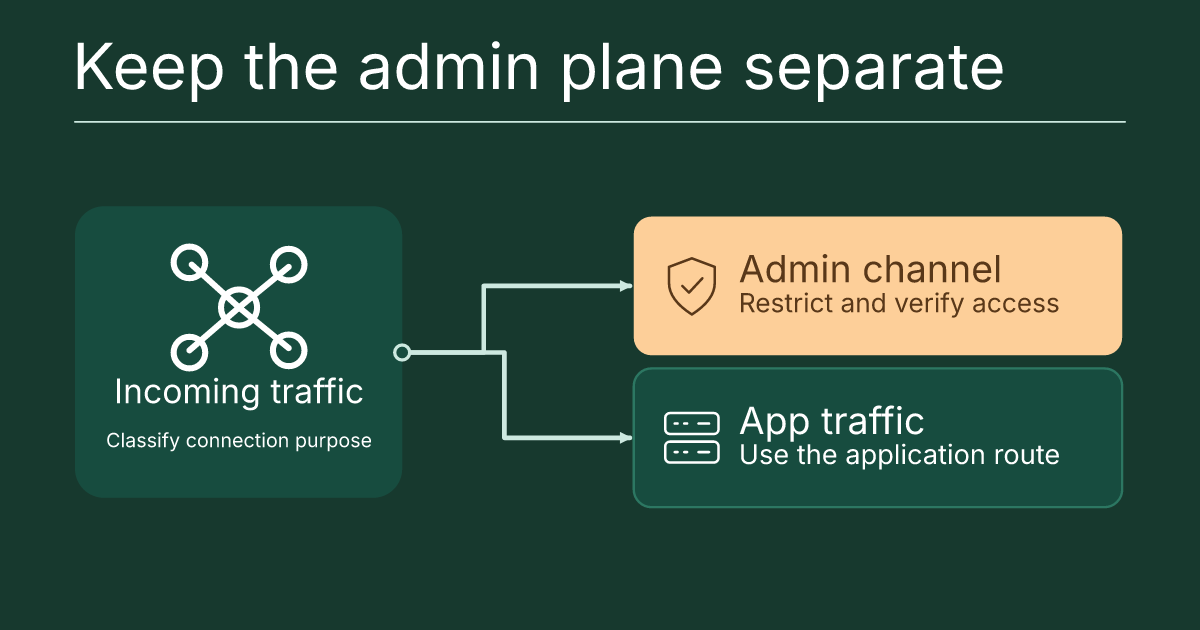 Keep the admin plane separate
Incoming traffic
Classify connection purpose
Admin channel
Restrict and verify access
App traffic
Use the application route